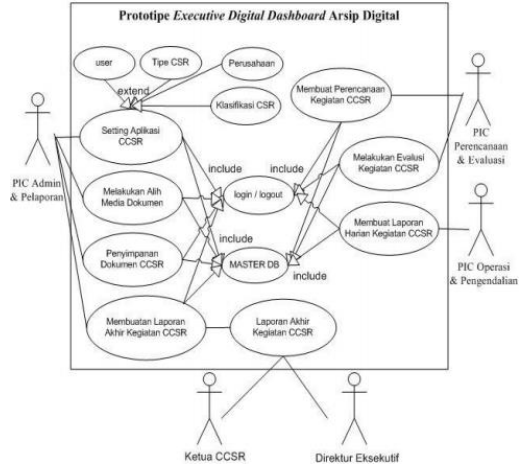 Prototipe Executive Digital Dashboard Arsip Digital
user
Tipe CSR
Perusahaan
extend
Klasifikasi CSR
Setting Aplikasi
CCSR
Membuat Perencanaan
Kegiatan CCSR
PIC
Perencanaan
& Evaluasi
PIC Admin
& Pelaporan
include
include
Melakukan Evalusi
Kegiatan CCSR
Melakukan Alih
Media Dokumen
login / logout
Membuat Laporan
Harian Kegiatan CCSR
include
Penyimpanan
Dokumen CCSR
MASTER DB
include
PIC Operasi
& Pengendalian
Membuatan Laporan
Akhir Kegiatan CCSR
Laporan Akhir
Kegiatan CCSR
Ketua CCSR
Direktur Eksekutif